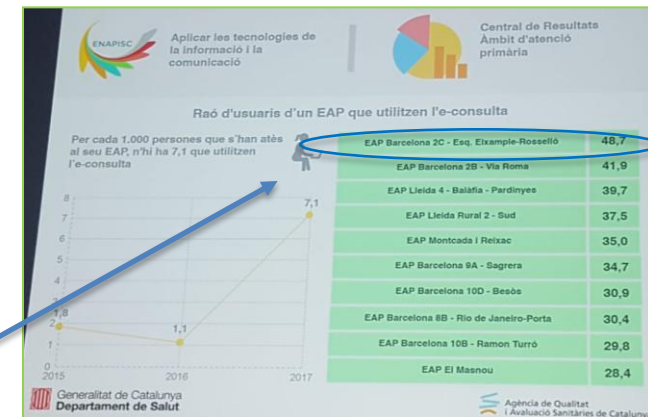 ENAPISC
Aplicar les tecnologies de
la informació i la
comunicació
Central de Resultats
Àmbit d'atenció
primària
Raó d'usuaris d'un EAP que utilitzen l'e-consulta
Per cada 1.000 persones que s'han atès
al seu EAP, n'hi ha 7,1 que utilitzen
l'e-consulta
8
7
6
5
4
3
2
1
0
1,8
1,1
7,1
2015 2016 2017
EAP Barcelona 2C - Esq. Eixample-Rosselló 48,7
EAP Barcelona 2B - Via Roma 41,9
EAP Lleida 4 - Balàfia - Pardinyes 39,7
EAP Lleida Rural 2 - Sud 37,5
EAP Montcada i Reixac 35,0
EAP Barcelona 9A - Sagrera 34,7
EAP Barcelona 10D - Besòs 30,9
EAP Barcelona 8B - Rio de Janeiro-Porta 30,4
EAP Barcelona 10B - Ramon Turró 29,8
EAP El Masnou 28,4
Generalitat de Catalunya
Departament de Salut
Agència de Qualitat
i Avaluació Sanitàries de Catalunya